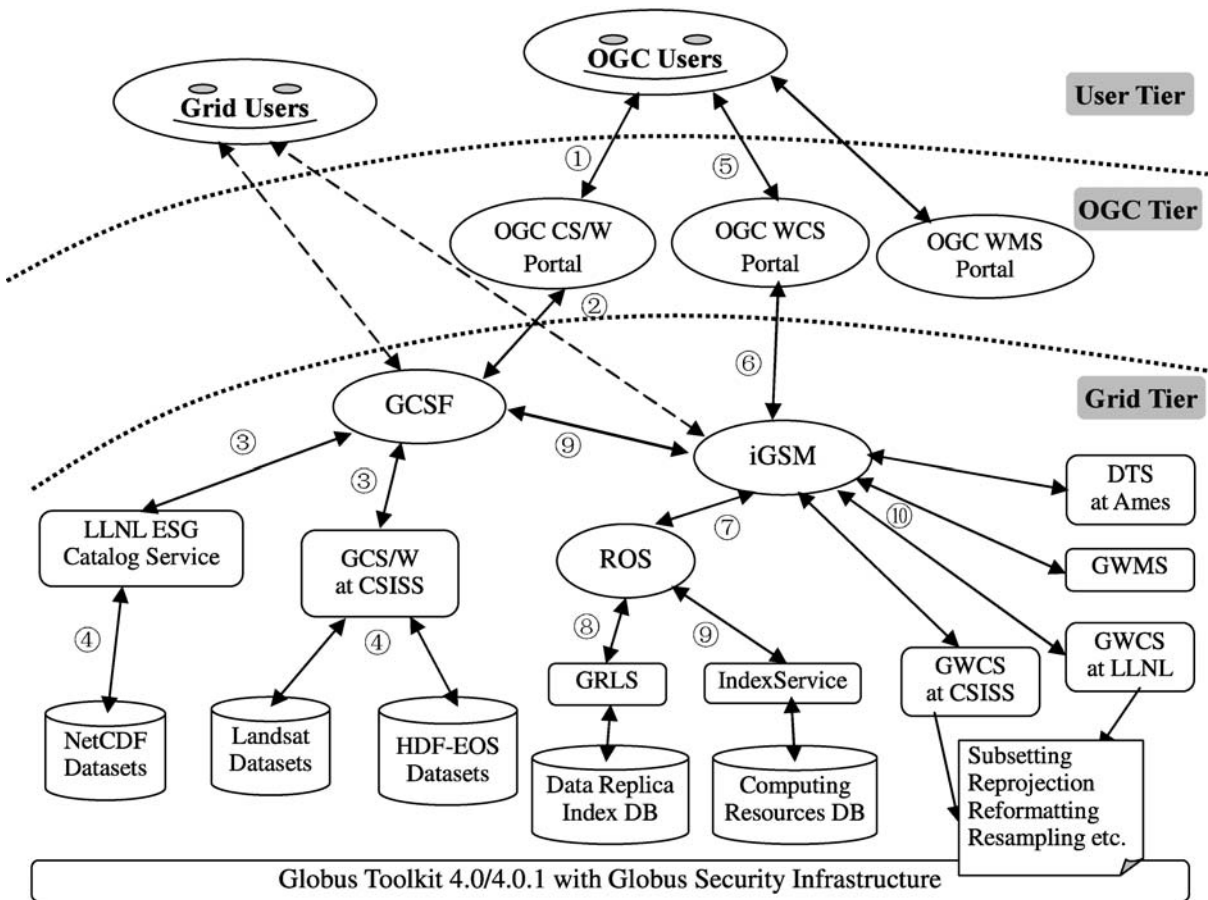 OGC Users
Grid Users
User Tier
①
⑤
OGC Tier
OGC CS/W
Portal
OGC WCS
Portal
OGC WMS
Portal
②
⑥
Grid Tier
GCSF
③
⑨
iGSM
③
DTS
at Ames
LLNL ESG
Catalog Service
GCS/W
at CSISS
⑦
⑩
ROS
GWMS
④
④
⑧
⑨
GRLS
IndexService
GWCS
at CSISS
GWCS
at LLNL
NetCDF
Datasets
Landsat
Datasets
HDF-EOS
Datasets
Data Replica
Index DB
Computing
Resources DB
Subsetting
Reprojection
Reformatting
Resampling etc.
Globus Toolkit 4.0/4.0.1 with Globus Security Infrastructure